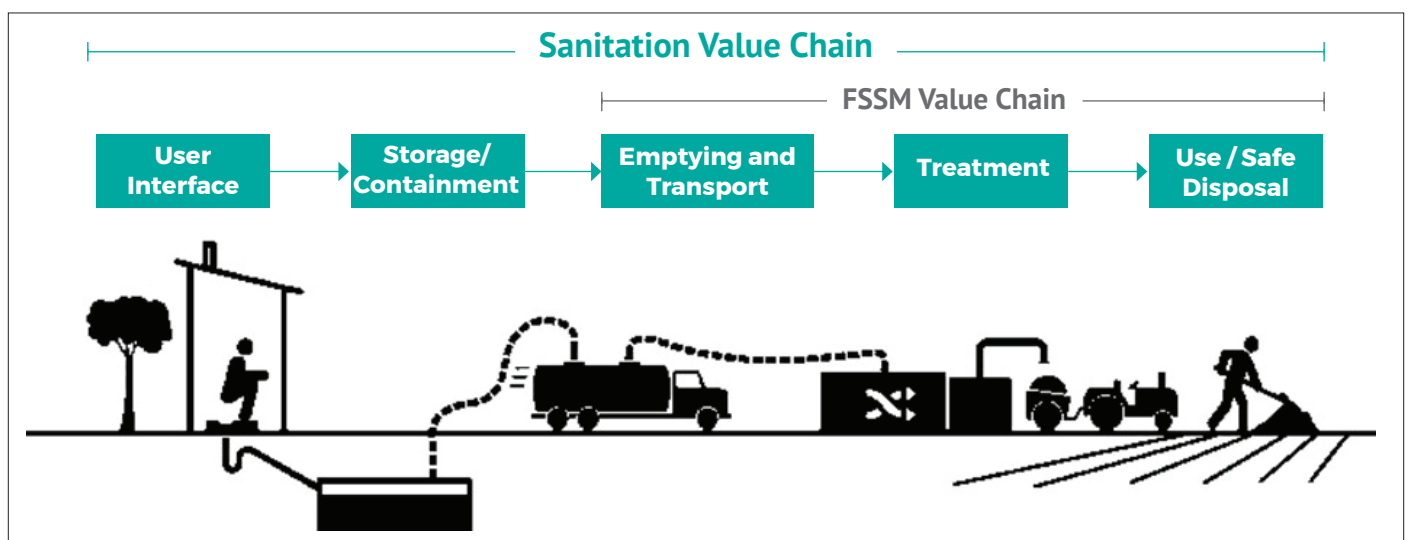 Sanitation Value Chain
FSSM Value Chain
User
Interface
Storage/
Containment
Emptying and
Transport
Treatment
Use / Safe
Disposal